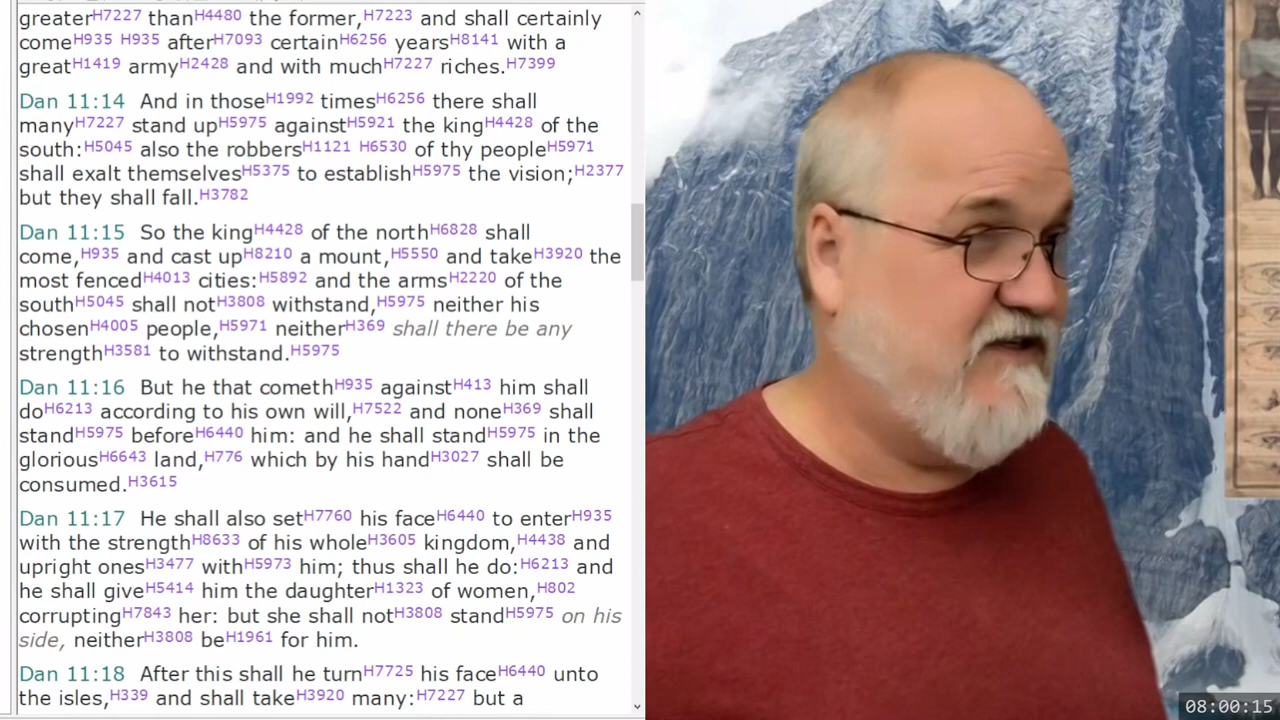 greaterH7227 thanH4480 the former,H7223 and shall certainly
comeH935 H935 afterH7093 certainH6256 yearsH8141 with a
greatH1419 armyH2428 and with muchH7227 riches.H7399
Dan 11:14 And in thoseH1992 timesH6256 there shall
manyH7227 stand upH5975 againstH5921 the kingH4428 of the
south:H5045 also the robbersH1121 H6530 of thy peopleH5971
shall exalt themselvesH5375 to establishH5975 the vision;H2377
but they shall fall.H3782
Dan 11:15 So the kingH4428 of the northH6828 shall
come,H935 and cast upH8210 a mount,H5550 and takeH3920 the
most fencedH4013 cities:H5892 and the armsH2220 of the
southH5045 shall notH3808 withstand,H5975 neither his
chosenH4005 people,H5971 neitherH369 shall there be any
strengthH3581 to withstand.H5975
Dan 11:16 But he that comethH935 againstH413 him shall
doH6213 according to his own will,H7522 and noneH369 shall
standH5975 beforeH6440 him: and he shall standH5975 in the
gloriousH6643 land,H776 which by his handH3027 shall be
consumed.H3615
Dan 11:17 He shall also setH7760 his faceH6440 to enterH935
with the strengthH8633 of his wholeH3605 kingdom,H4438 and
upright onesH3477 withH5973 him; thus shall he do:H6213 and
he shall giveH5414 him the daughterH1323 of women,H802
corruptingH7843 her: but she shall notH3808 standH5975 on his
side, neitherH3808 beH1961 for him.
Dan 11:18 After this shall he turnH7725 his faceH6440 unto
the isles,H339 and shall takeH3920 many:H7227 but a
08:00:15